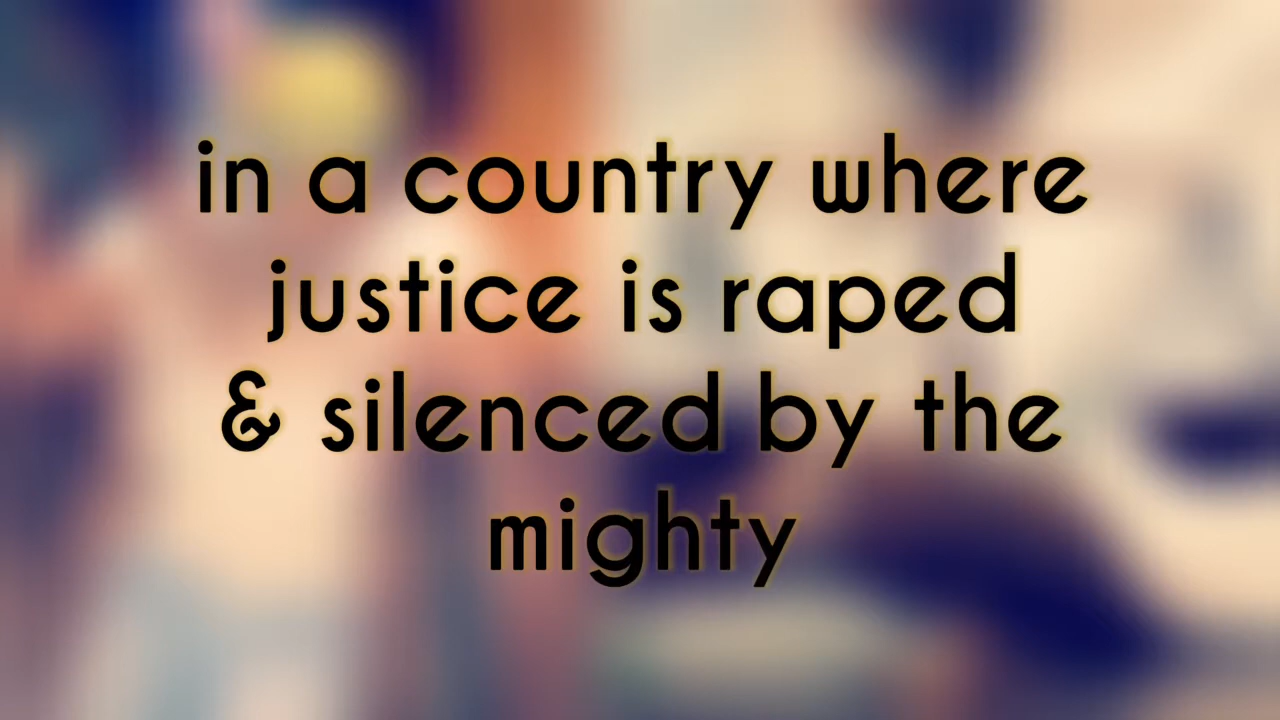 in a country where
justice is raped
& silenced by the
mighty